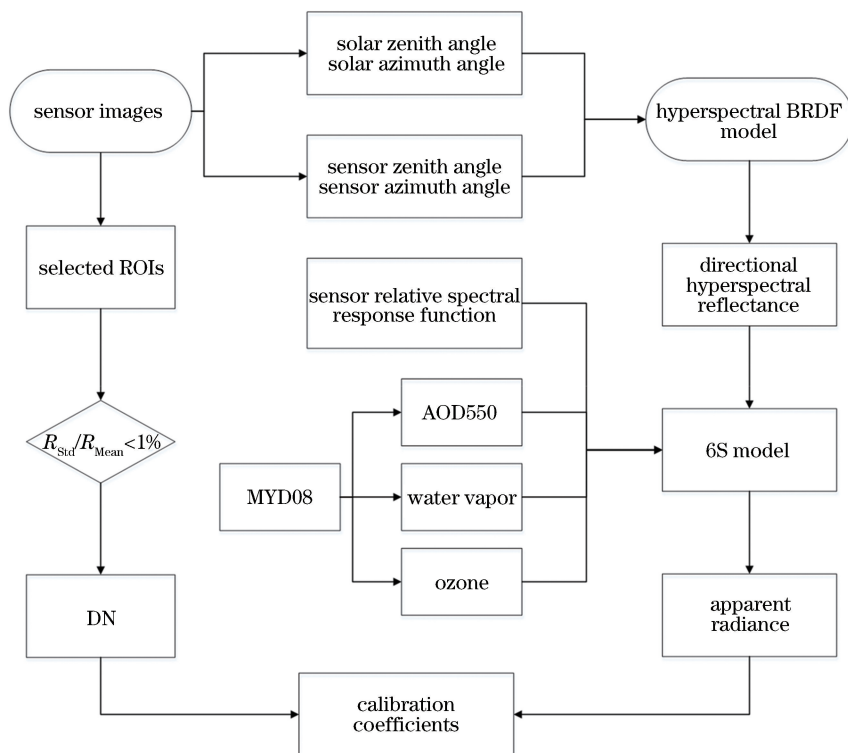 solar zenith angle
solar azimuth angle
sensor images
hyperspectral BRDF
model
sensor zenith angle
sensor azimuth angle
selected ROIs
directional
hyperspectral
reflectance
sensor relative spectral
response function
AOD550
R_Std/R_Mean<1%
6S model
MYD08
water vapor
ozone
DN
apparent
radiance
calibration
coefficients